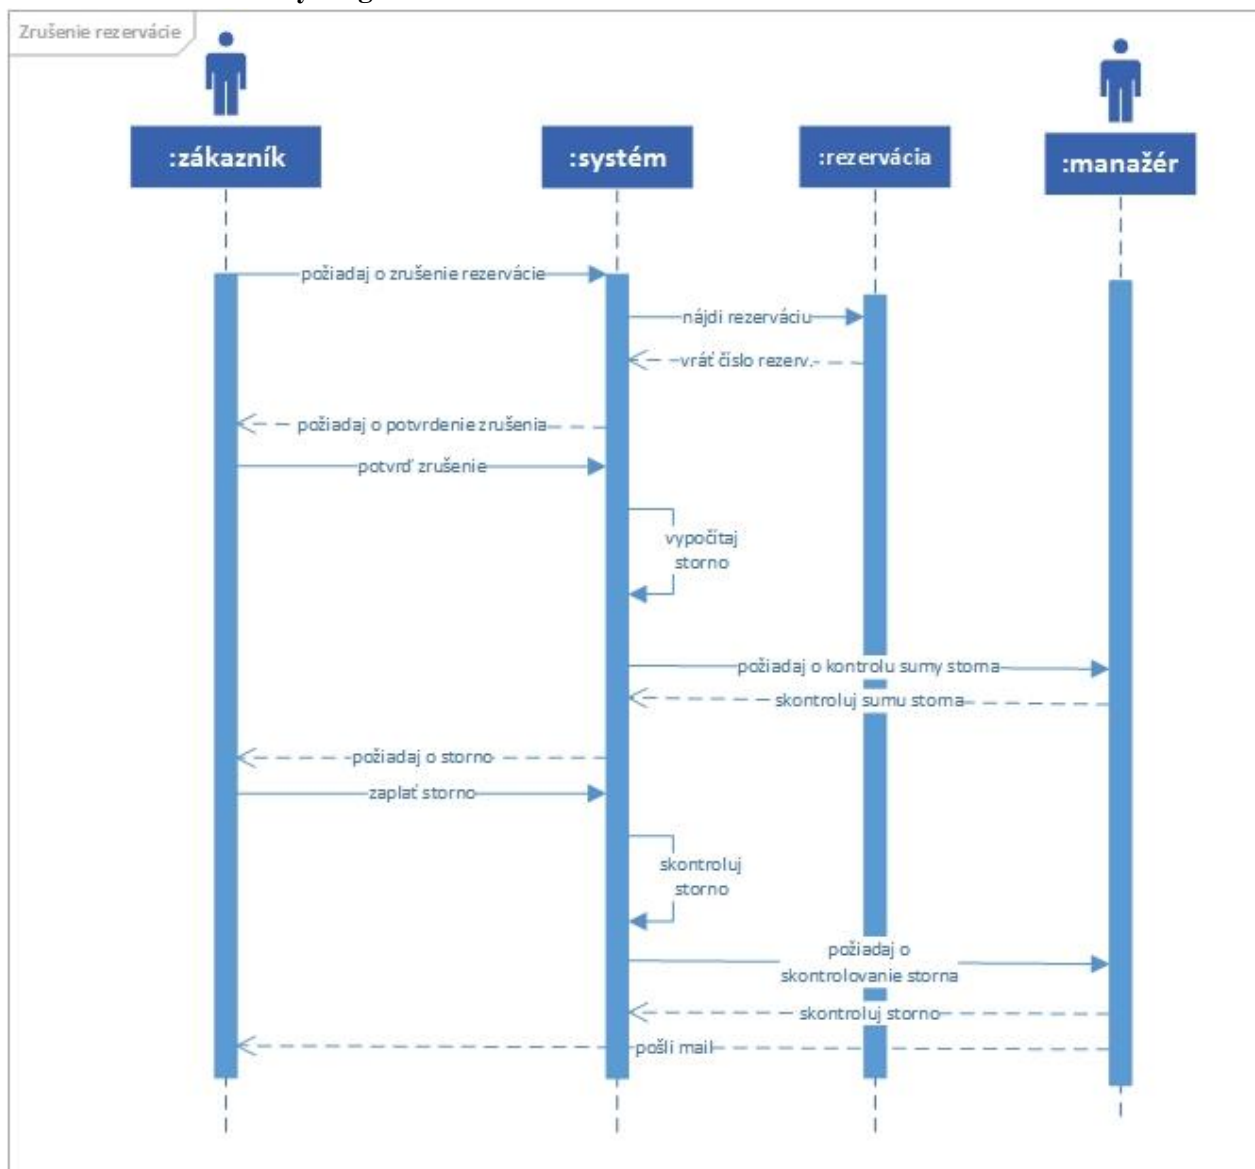 Zrušenie rezervácie
:zákazník
:systém
:rezervácia
:manažér
požiadaj o zrušenie rezervácie
nájdi rezerváciu
vráť číslo rezerv.
požiadaj o potvrdenie zrušenia
potvrď zrušenie
vypočítaj
storno
požiadaj o kontrolu sumy storna
skontroluj sumu storna
požiadaj o storno
zaplať storno
skontroluj
storno
požiadaj o
skontrolovanie storna
skontroluj storno
pošli mail